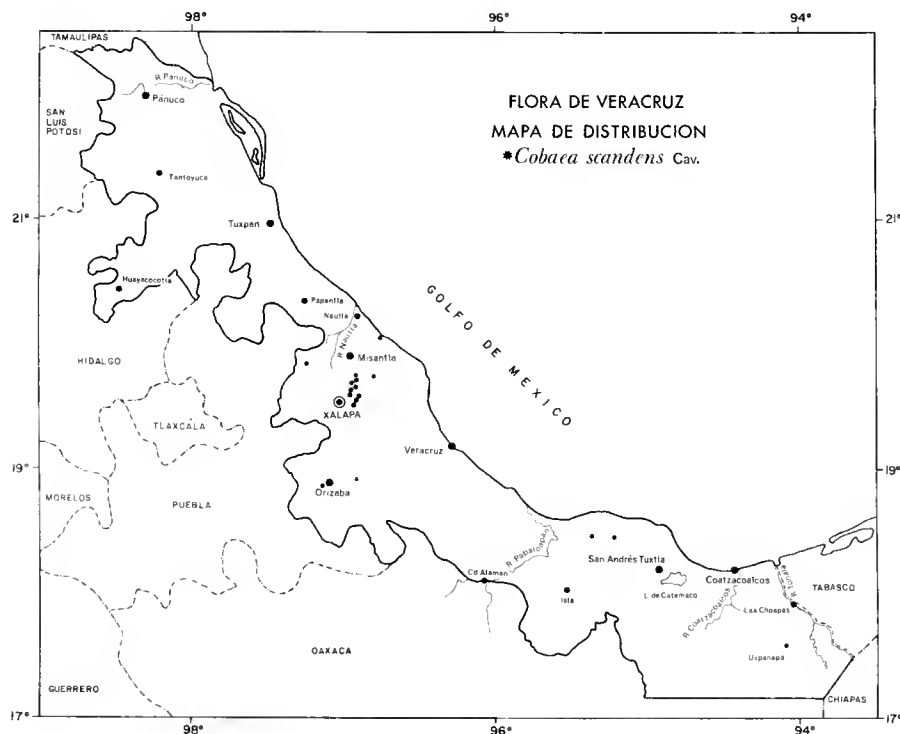 98°
96°
94°
TAMAULIPAS
R. Panuco
Pánuco
SAN
LUIS
POTOSI
FLORA DE VERACRUZ
MAPA DE DISTRIBUCION
Cobaea scandens Cav.
Tantoyuca
21°
Tuxpan
21°
Huayacocotla
Papantla
Nautla
R. Nautla
GOLFO DE MEXICO
HIDALGO
Misantla
XALAPA
TLAXCALA
Veracruz
19°
19°
Orizaba
MORELOS
PUEBLA
R. Papaloapan
San Andrés Tuxtla
Cd. Aleman
Coatzacoalcos
R. Tonala
TABASCO
Isla
L. de Catemaco
R. Coatzacoalcos
Las Choapas
OAXACA
Uxpanapa
GUERRERO
CHIAPAS
17°
17°
98°
96°
94°